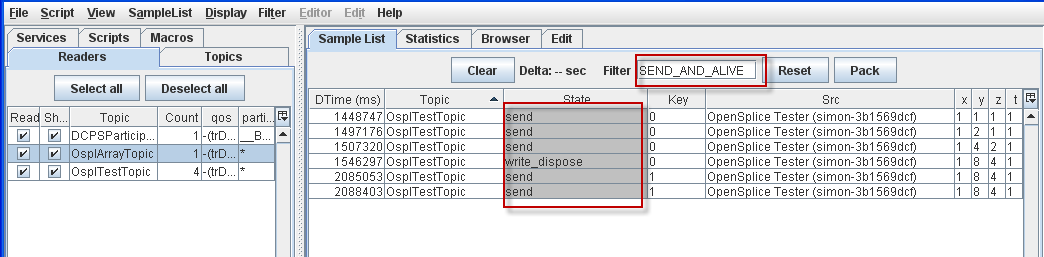 File Script View SampleList Display Filter Editor Edit Help
Services Scripts Macros
Readers Topics
Select all Deselect all
Read Sh... Topic Count qos parti...
DCPSParticip... 1 -(trD... __B...
OsplArrayTopic 1 -(trD... *
OsplTestTopic 4 -(trD... *
Sample List Statistics Browser Edit
Clear Delta: -- sec Filter SEND_AND_ALIVE Reset Pack
DTime (ms) Topic State Key Src x y z t
1448747 OsplTestTopic send 0 OpenSplice Tester (simon-3b1569dcf) 1 1 1 1
1497176 OsplTestTopic send 0 OpenSplice Tester (simon-3b1569dcf) 1 2 1 1
1507320 OsplTestTopic send 0 OpenSplice Tester (simon-3b1569dcf) 1 4 2 1
1546297 OsplTestTopic write_dispose 0 OpenSplice Tester (simon-3b1569dcf) 1 8 4 1
2085053 OsplTestTopic send 1 OpenSplice Tester (simon-3b1569dcf) 1 8 4 1
2088403 OsplTestTopic send 1 OpenSplice Tester (simon-3b1569dcf) 1 8 4 1